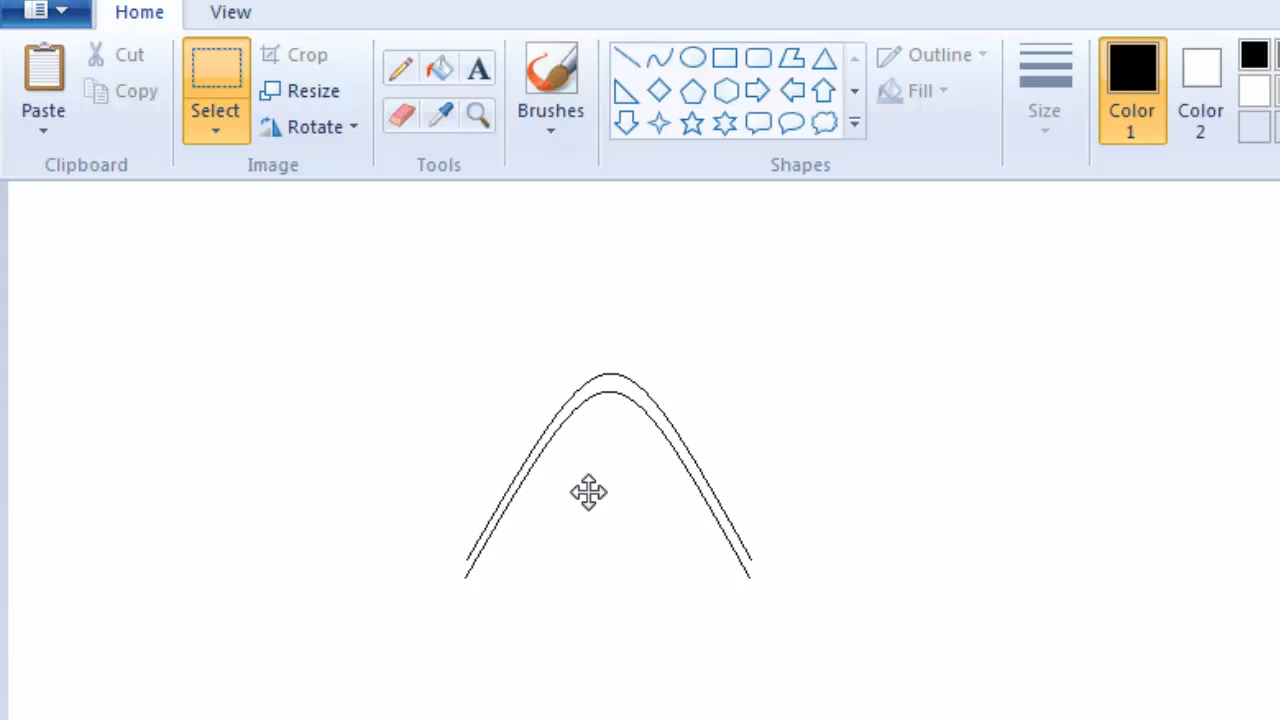 Home View
Paste
Cut
Copy
Clipboard
Select
Crop
Resize
Rotate
Image
A
Tools
Brushes
Shapes
Outline
Fill
Size
Color
1
Color
2